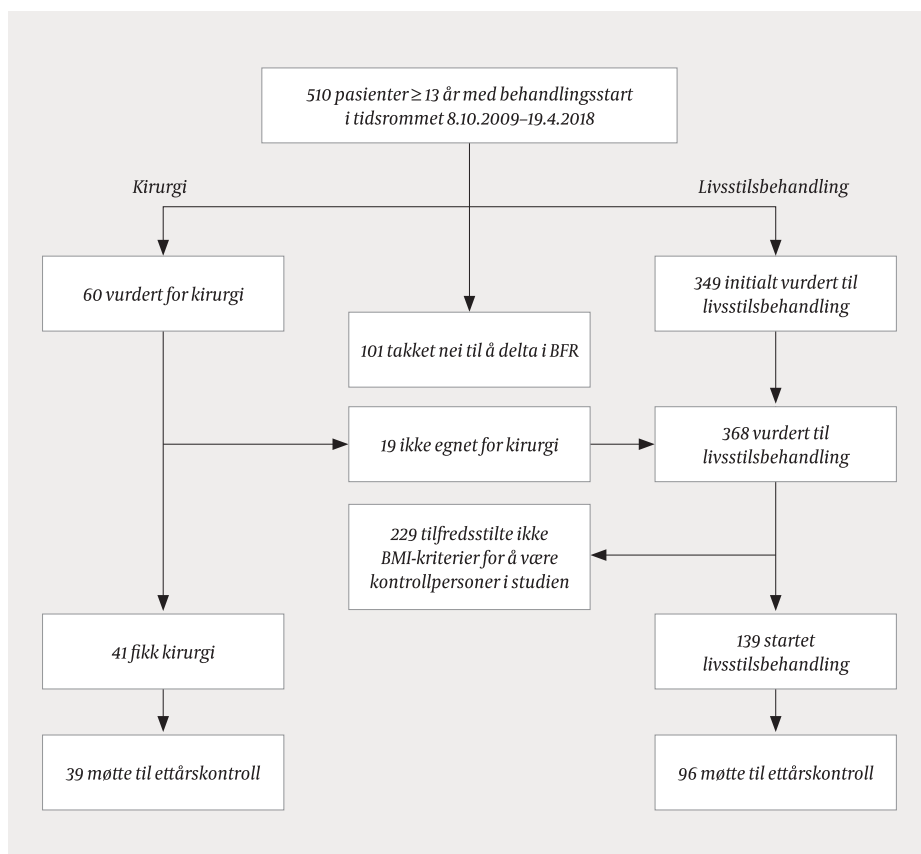 510 pasienter ≥ 13 år med behandlingsstart
i tidsrommet 8.10.2009–19.4.2018
Kirurgi
Livsstilsbehandling
60 vurdert for kirurgi
349 initialt vurdert til
livsstilsbehandling
101 takket nei til å delta i BFR
19 ikke egnet for kirurgi
368 vurdert til
livsstilsbehandling
229 tilfredsstilte ikke
BMI-kriterier for å være
kontrollpersoner i studien
41 fikk kirurgi
139 startet
livsstilsbehandling
39 møtte til ettårskontroll
96 møtte til ettårskontroll